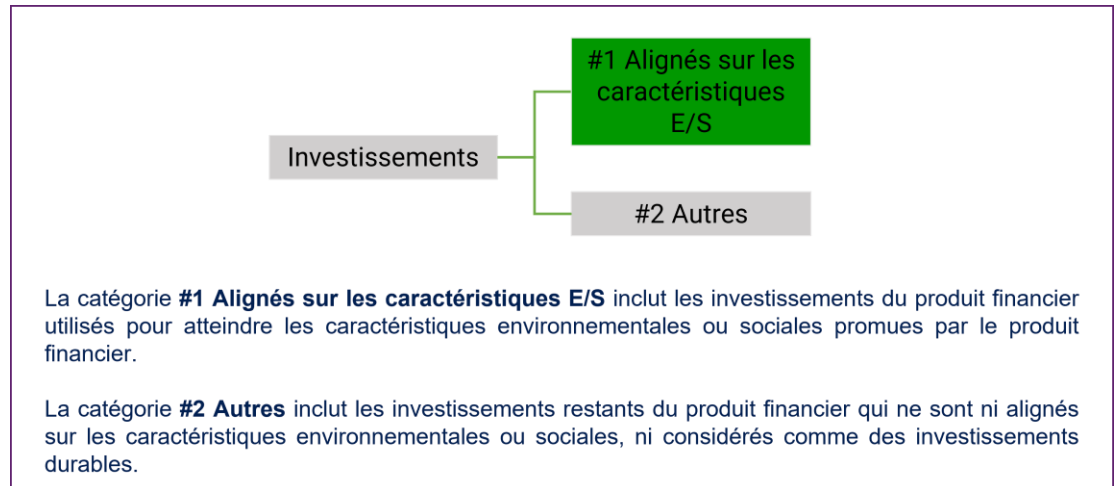 #1 Alignés sur les
caractéristiques
E/S
Investissements
#2 Autres
La catégorie #1 Alignés sur les caractéristiques E/S inclut les investissements du produit financier
utilisés pour atteindre les caractéristiques environnementales ou sociales promues par le produit
financier.
La catégorie #2 Autres inclut les investissements restants du produit financier qui ne sont ni alignés
sur les caractéristiques environnementales ou sociales, ni considérés comme des investissements
durables.